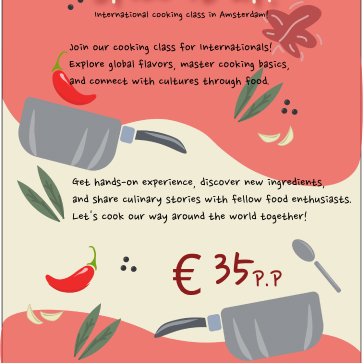 International cooking class in Amsterdam!
Join our cooking class for Internationals!
Explore global flavors, master cooking basics,
and connect with cultures through food.
Get hands-on experience, discover new ingredients,
and share culinary stories with fellow food enthusiasts.
Let's cook our way around the world together!
€ 35 P.P